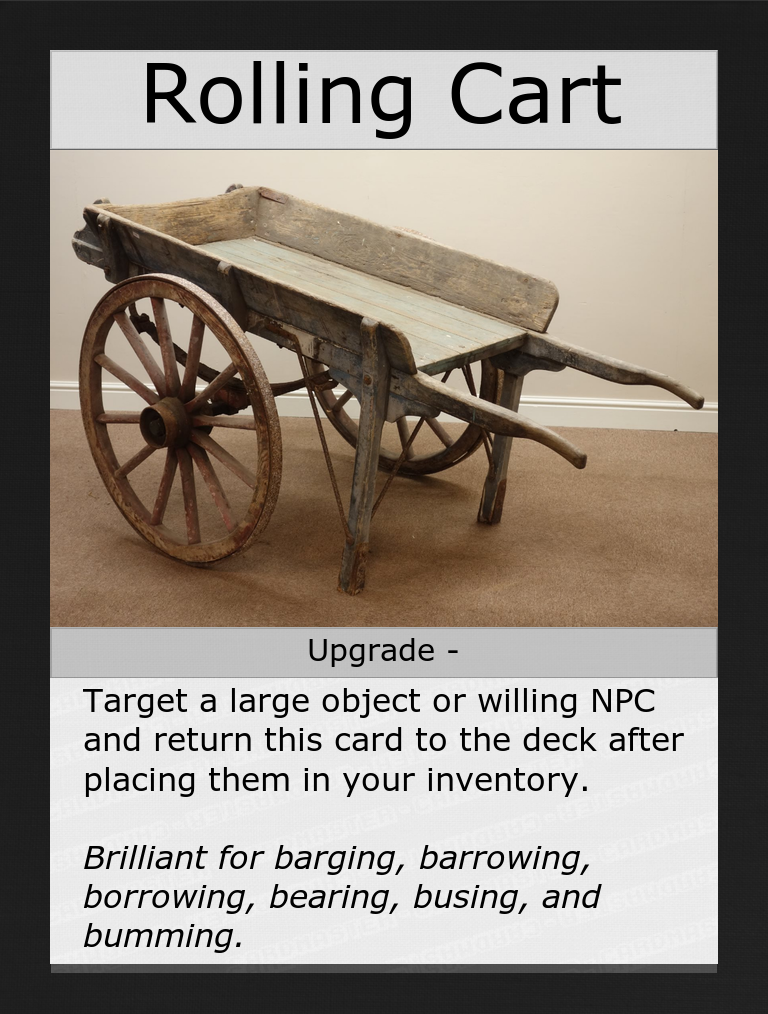 Rolling Cart
Upgrade -
Target a large object or willing NPC
and return this card to the deck after
placing them in your inventory.
Brilliant for barging, barrowing,
borrowing, bearing, busing, and
bumming.